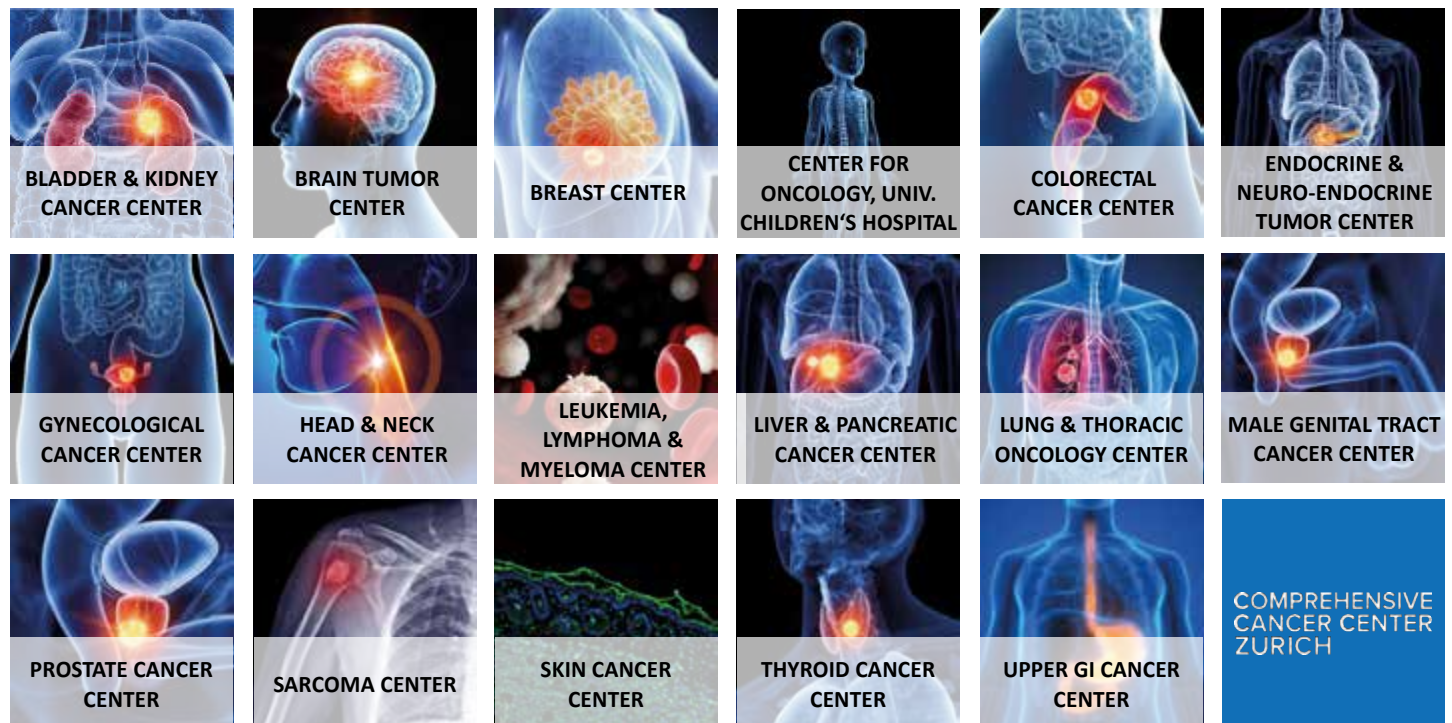 BLADDER & KIDNEY
CANCER CENTER
BRAIN TUMOR
CENTER
BREAST CENTER
CENTER FOR
ONCOLOGY, UNIV.
CHILDREN‘S HOSPITAL
COLORECTAL
CANCER CENTER
ENDOCRINE &
NEURO-ENDOCRINE
TUMOR CENTER
GYNECOLOGICAL
CANCER CENTER
HEAD & NECK
CANCER CENTER
LEUKEMIA,
LYMPHOMA &
MYELOMA CENTER
LIVER & PANCREATIC
CANCER CENTER
LUNG & THORACIC
ONCOLOGY CENTER
MALE GENITAL TRACT
CANCER CENTER
PROSTATE CANCER
CENTER
SARCOMA CENTER
SKIN CANCER
CENTER
THYROID CANCER
CENTER
UPPER GI CANCER
CENTER
COMPREHENSIVE
CANCER CENTER
ZURICH